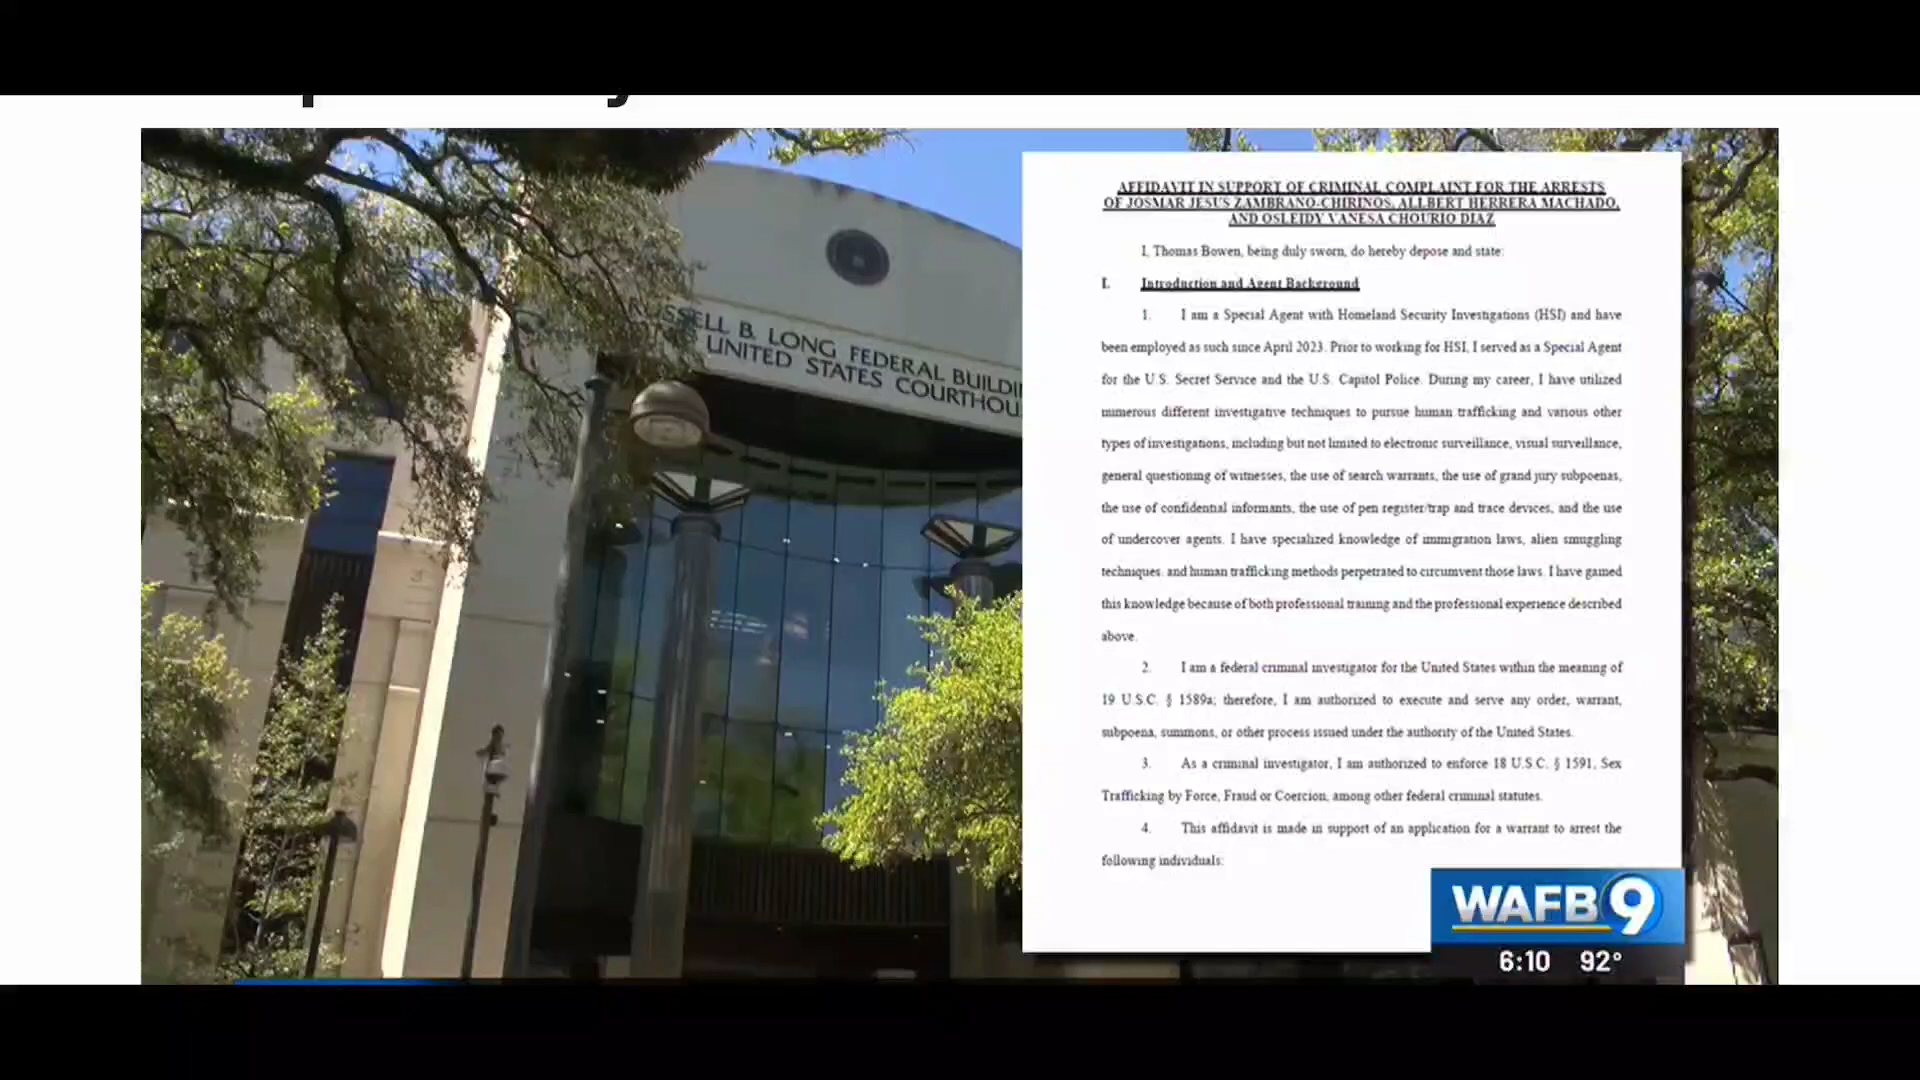 RUSSELL B. LONG FEDERAL BUILDIN
UNITED STATES COURTHOU
AFFIDAVIT IN SUPPORT OF CRIMINAL COMPLAINT FOR THE ARRESTS
OF JOSMAR JESUS ZAMBRANO-CHIRINOS, ALLBERT HERRERA MACHADO,
AND OSLEIDY VANESA CHOURIO DIAZ
I, Thomas Bowen, being duly sworn, do hereby depose and state:
I. Introduction and Agent Background
1. I am a Special Agent with Homeland Security Investigations (HSI) and have
been employed as such since April 2023. Prior to working for HSI, I served as a Special Agent
for the U.S. Secret Service and the U.S. Capitol Police. During my career, I have utilized
numerous different investigative techniques to pursue human trafficking and various other
types of investigations, including but not limited to electronic surveillance, visual surveillance,
general questioning of witnesses, the use of search warrants, the use of grand jury subpoenas,
the use of confidential informants, the use of pen register/trap and trace devices, and the use
of undercover agents. I have specialized knowledge of immigration laws, alien smuggling
techniques, and human trafficking methods perpetrated to circumvent those laws. I have gained
this knowledge because of both professional training and the professional experience described
above.
2. I am a federal criminal investigator for the United States within the meaning of
19 U.S.C. § 1589a; therefore, I am authorized to execute and serve any order, warrant,
subpoena, summons, or other process issued under the authority of the United States.
3. As a criminal investigator, I am authorized to enforce 18 U.S.C. § 1591, Sex
Trafficking by Force, Fraud or Coercion, among other federal criminal statutes.
4. This affidavit is made in support of an application for a warrant to arrest the
following individuals:
WAFB 9
6:10 92°